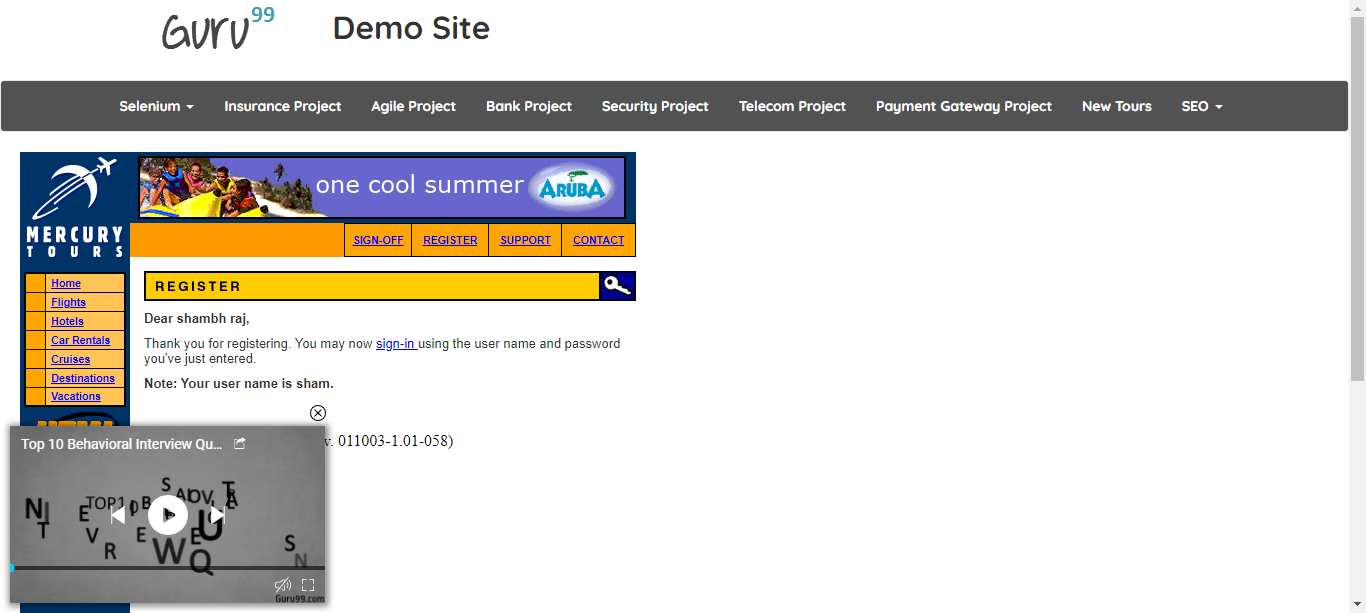 Guru99
Demo Site
Selenium Insurance Project Agile Project Bank Project Security Project Telecom Project Payment Gateway Project New Tours SEO
one cool summer ARUBA
MERCURY
TOURS
SIGN-OFF REGISTER SUPPORT CONTACT
Home
Flights
Hotels
Car Rentals
Cruises
Destinations
Vacations
REGISTER
Dear shambh raj,
Thank you for registering. You may now sign-in using the user name and password
you've just entered.
Note: Your user name is sham.
v. 011003-1.01-058)
Top 10 Behavioral Interview Qu...
Guru99.com